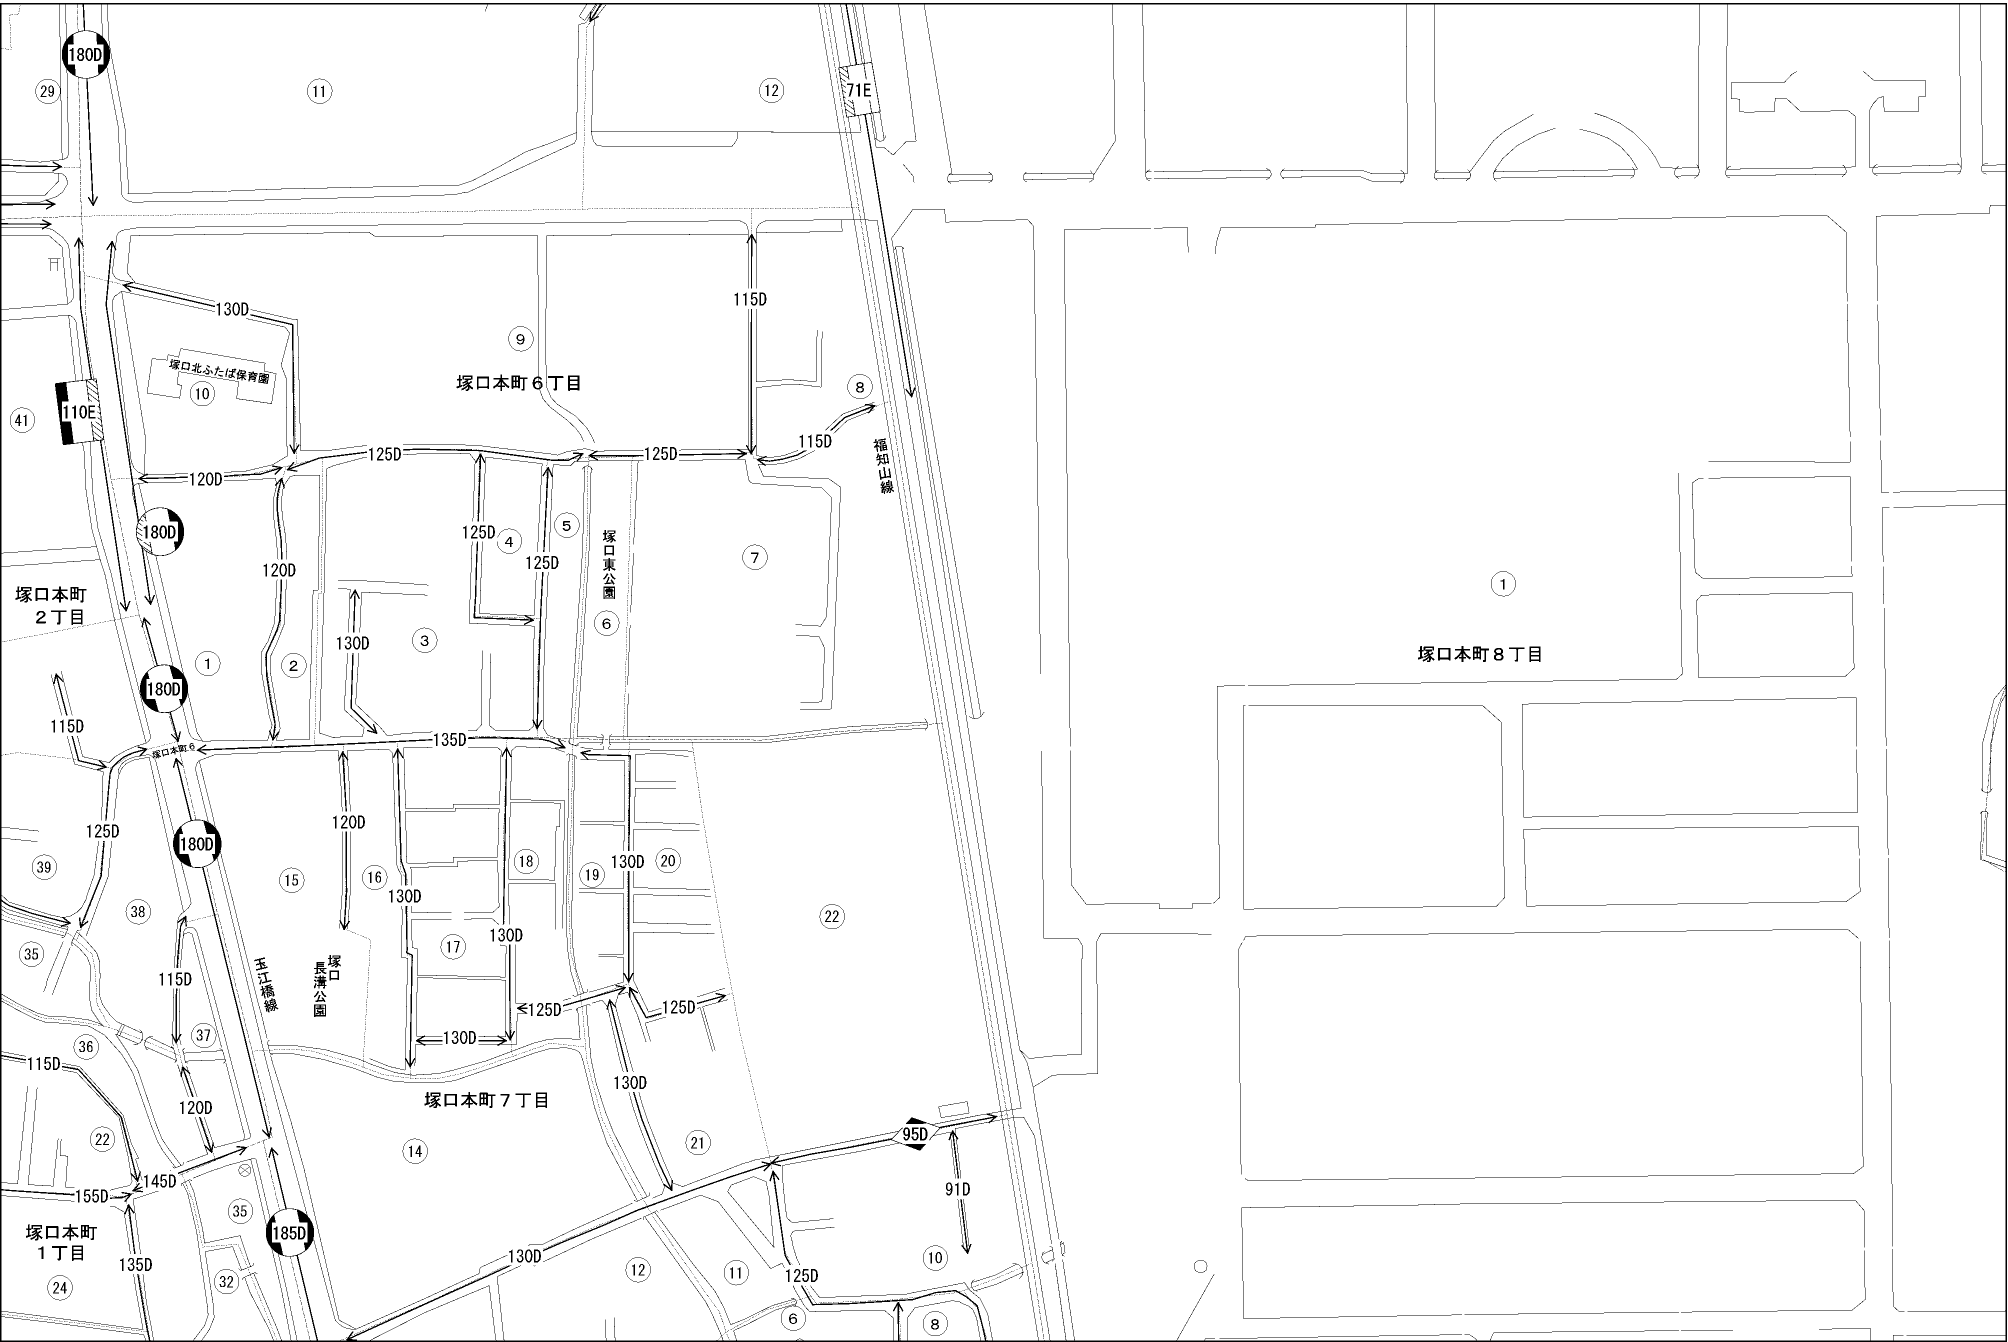 180D
29
11
12
71E
130D
115D
9
塚口北ふたば保育園
10
塚口本町６丁目
8
110E
41
115D
125D
125D
福知山線
120D
180D
125D
4
5
塚口東公園
7
120D
125D
1
塚口本町
２丁目
6
130D
3
塚口本町８丁目
1
2
180D
115D
135D
塚口本町６
120D
125D
180D
130D
18
20
39
15
16
19
130D
38
22
130D
17
35
塚口
長溝公園
115D
玉江橋線
125D
125D
37
130D
36
115D
130D
塚口本町７丁目
120D
95D
22
21
14
145D
155D
91D
35
塚口本町
１丁目
185D
135D
130D
10
12
11
125D
32
24
6
8